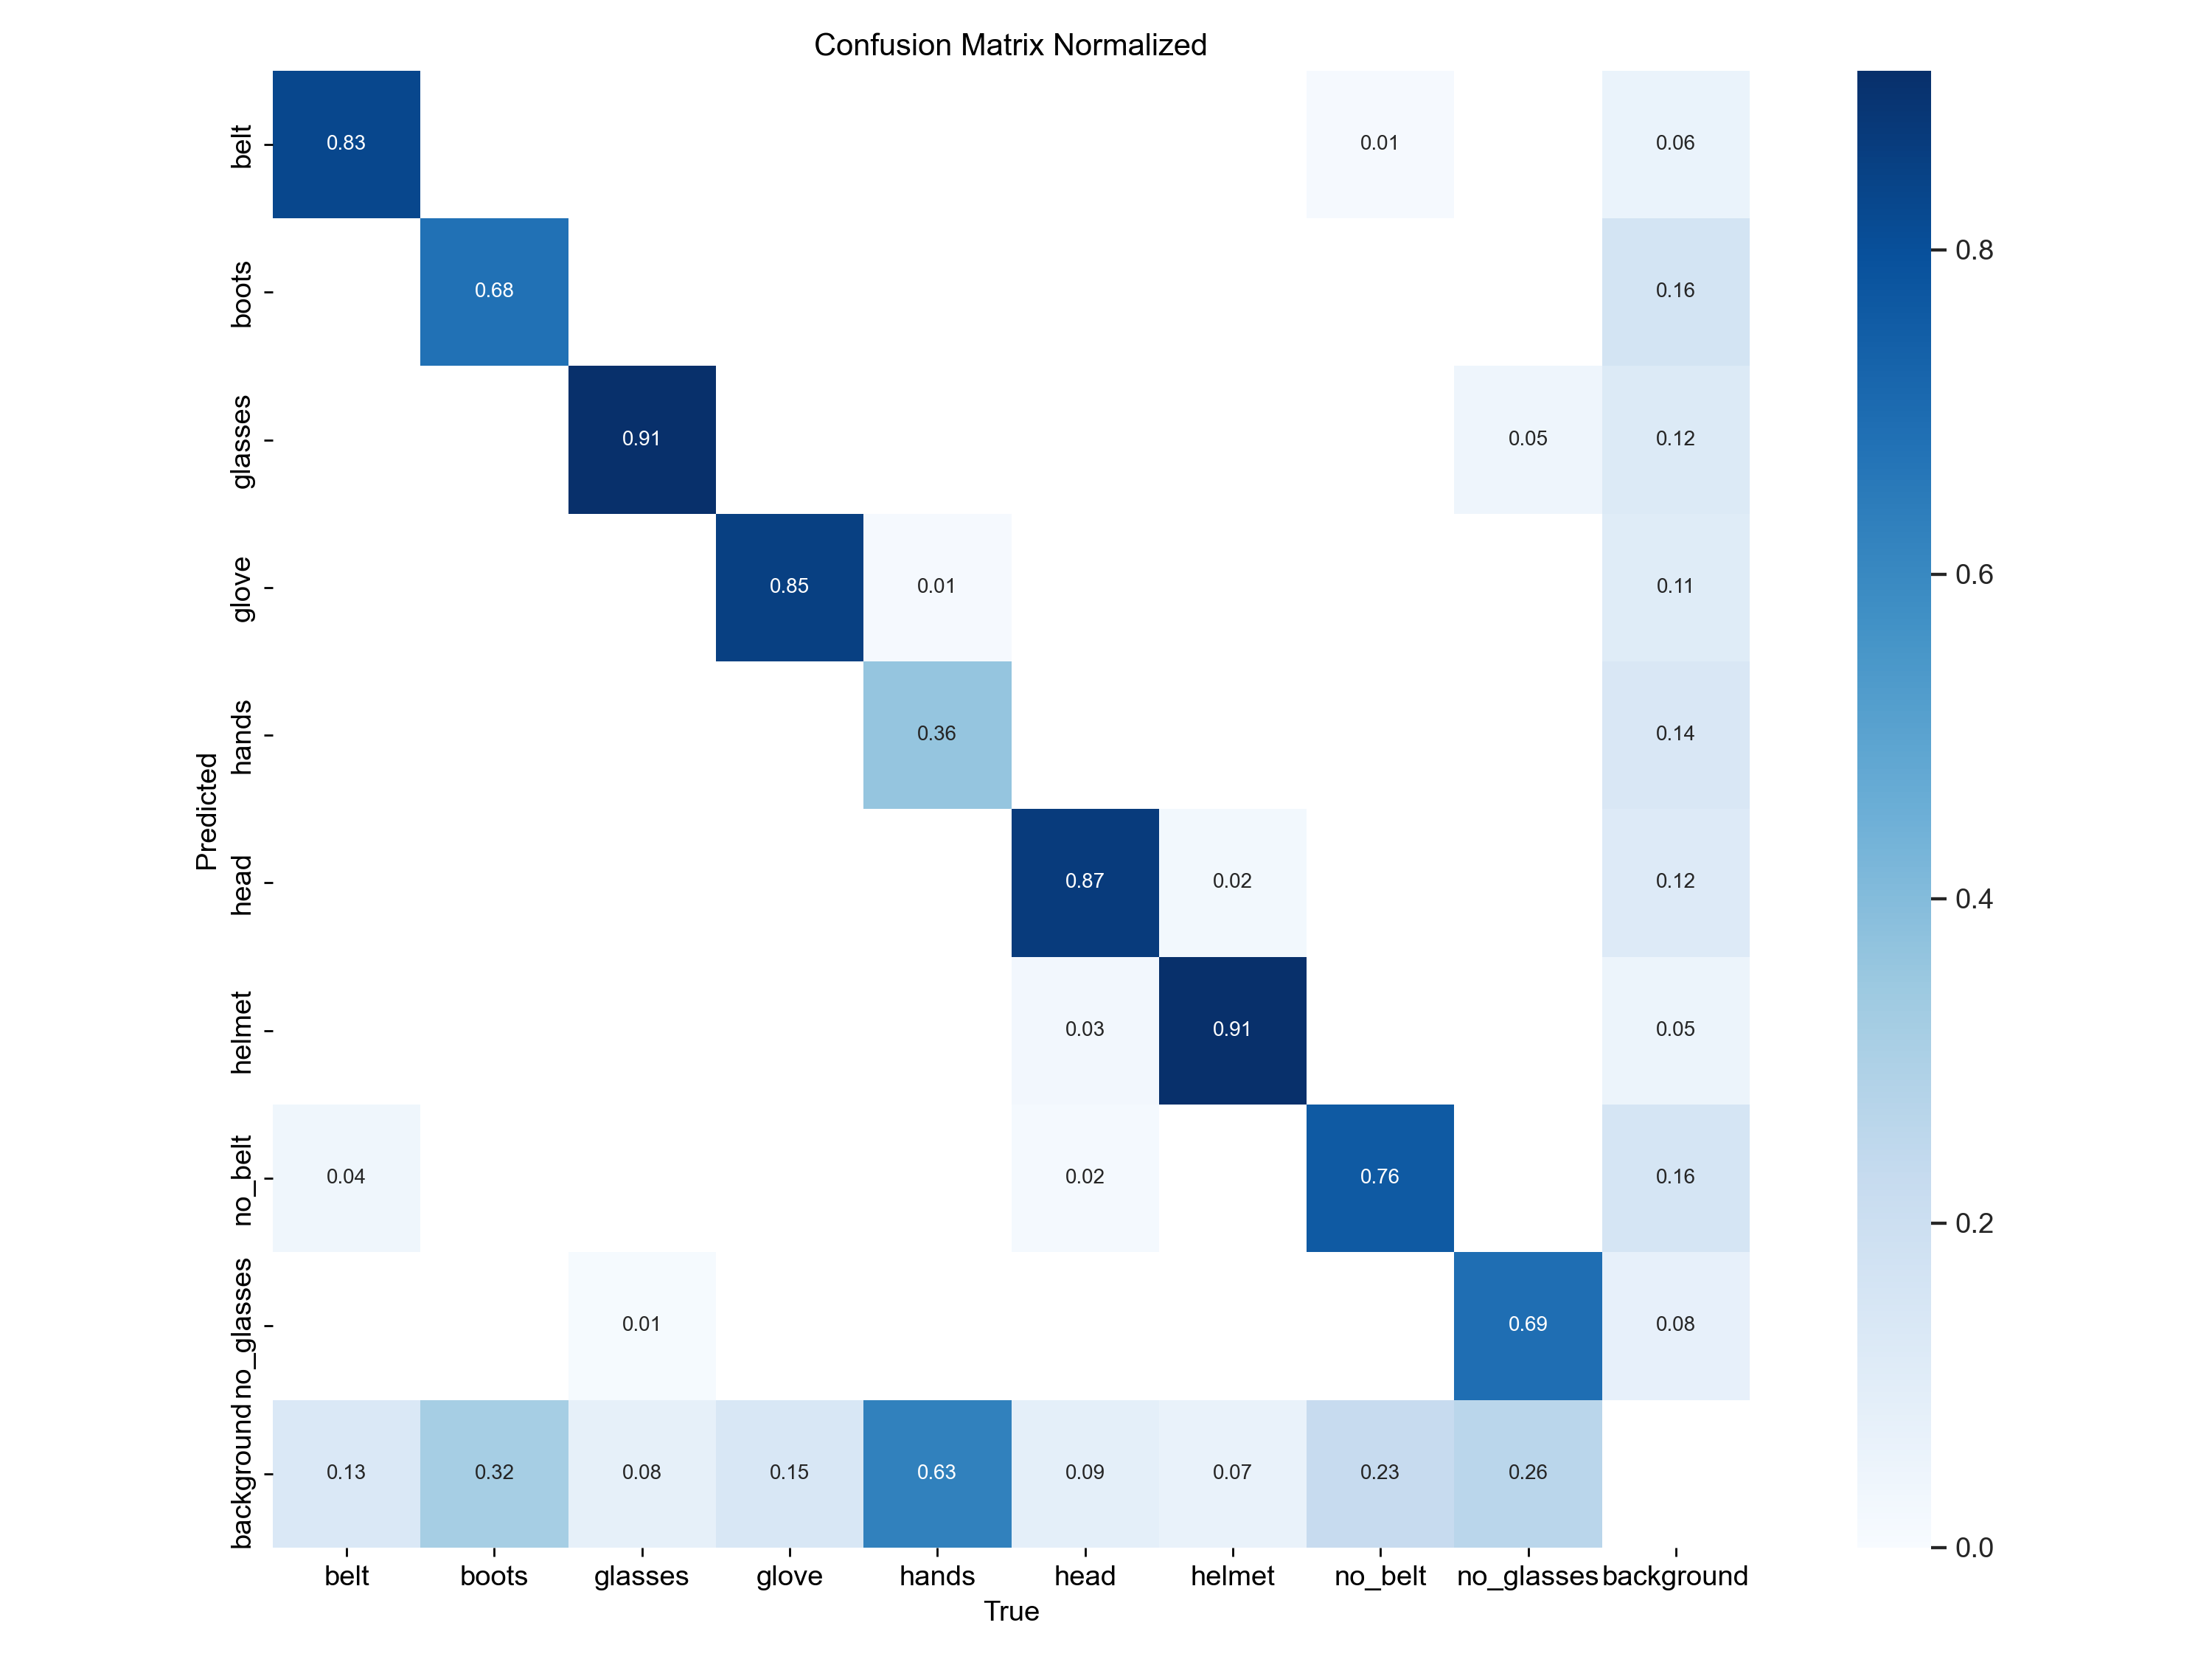 Confusion Matrix Normalized
belt
0.83
0.01
0.06
boots
0.68
0.16
0.8
glasses
0.91
0.05
0.12
glove
0.85
0.01
0.11
0.6
hands
0.36
0.14
Predicted
head
0.87
0.02
0.12
0.4
helmet
0.03
0.91
0.05
no_belt
0.04
0.02
0.76
0.16
0.2
no_glasses
0.01
0.69
0.08
background
0.13
0.32
0.08
0.15
0.63
0.09
0.07
0.23
0.26
0.0
belt boots glasses glove hands head helmet no_belt no_glasses background
True